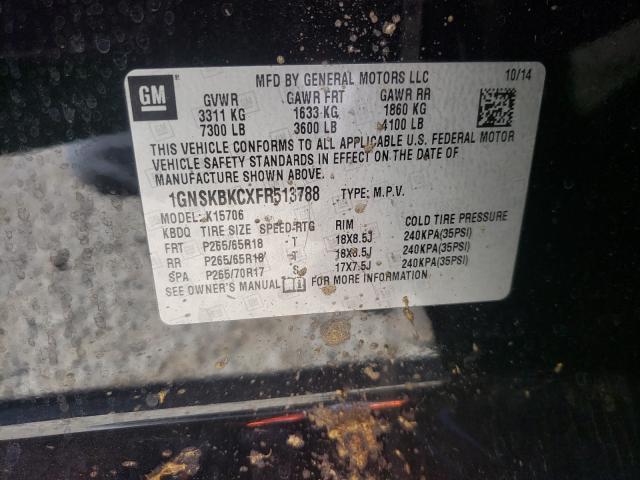 MFD BY GENERAL MOTORS LLC 10/14
GM
GVWR GAWR FRT GAWR RR
3311 KG 1633 KG 1860 KG
7300 LB 3600 LB 4100 LB
THIS VEHICLE CONFORMS TO ALL APPLICABLE U.S. FEDERAL MOTOR
VEHICLE SAFETY STANDARDS IN EFFECT ON THE DATE OF
MANUFACTURE SHOWN ABOVE.
1GNSKBKCXFR513788 TYPE: M.P.V.
MODEL: K15706
KBDQ TIRE SIZE SPEED RTG RIM COLD TIRE PRESSURE
FRT P265/65R18 T 18X8.5J 240KPA(35PSI)
RR P265/65R18 T 18X8.5J 240KPA(35PSI)
SPA P265/70R17 S 17X7.5J 240KPA(35PSI)
SEE OWNER'S MANUAL FOR MORE INFORMATION